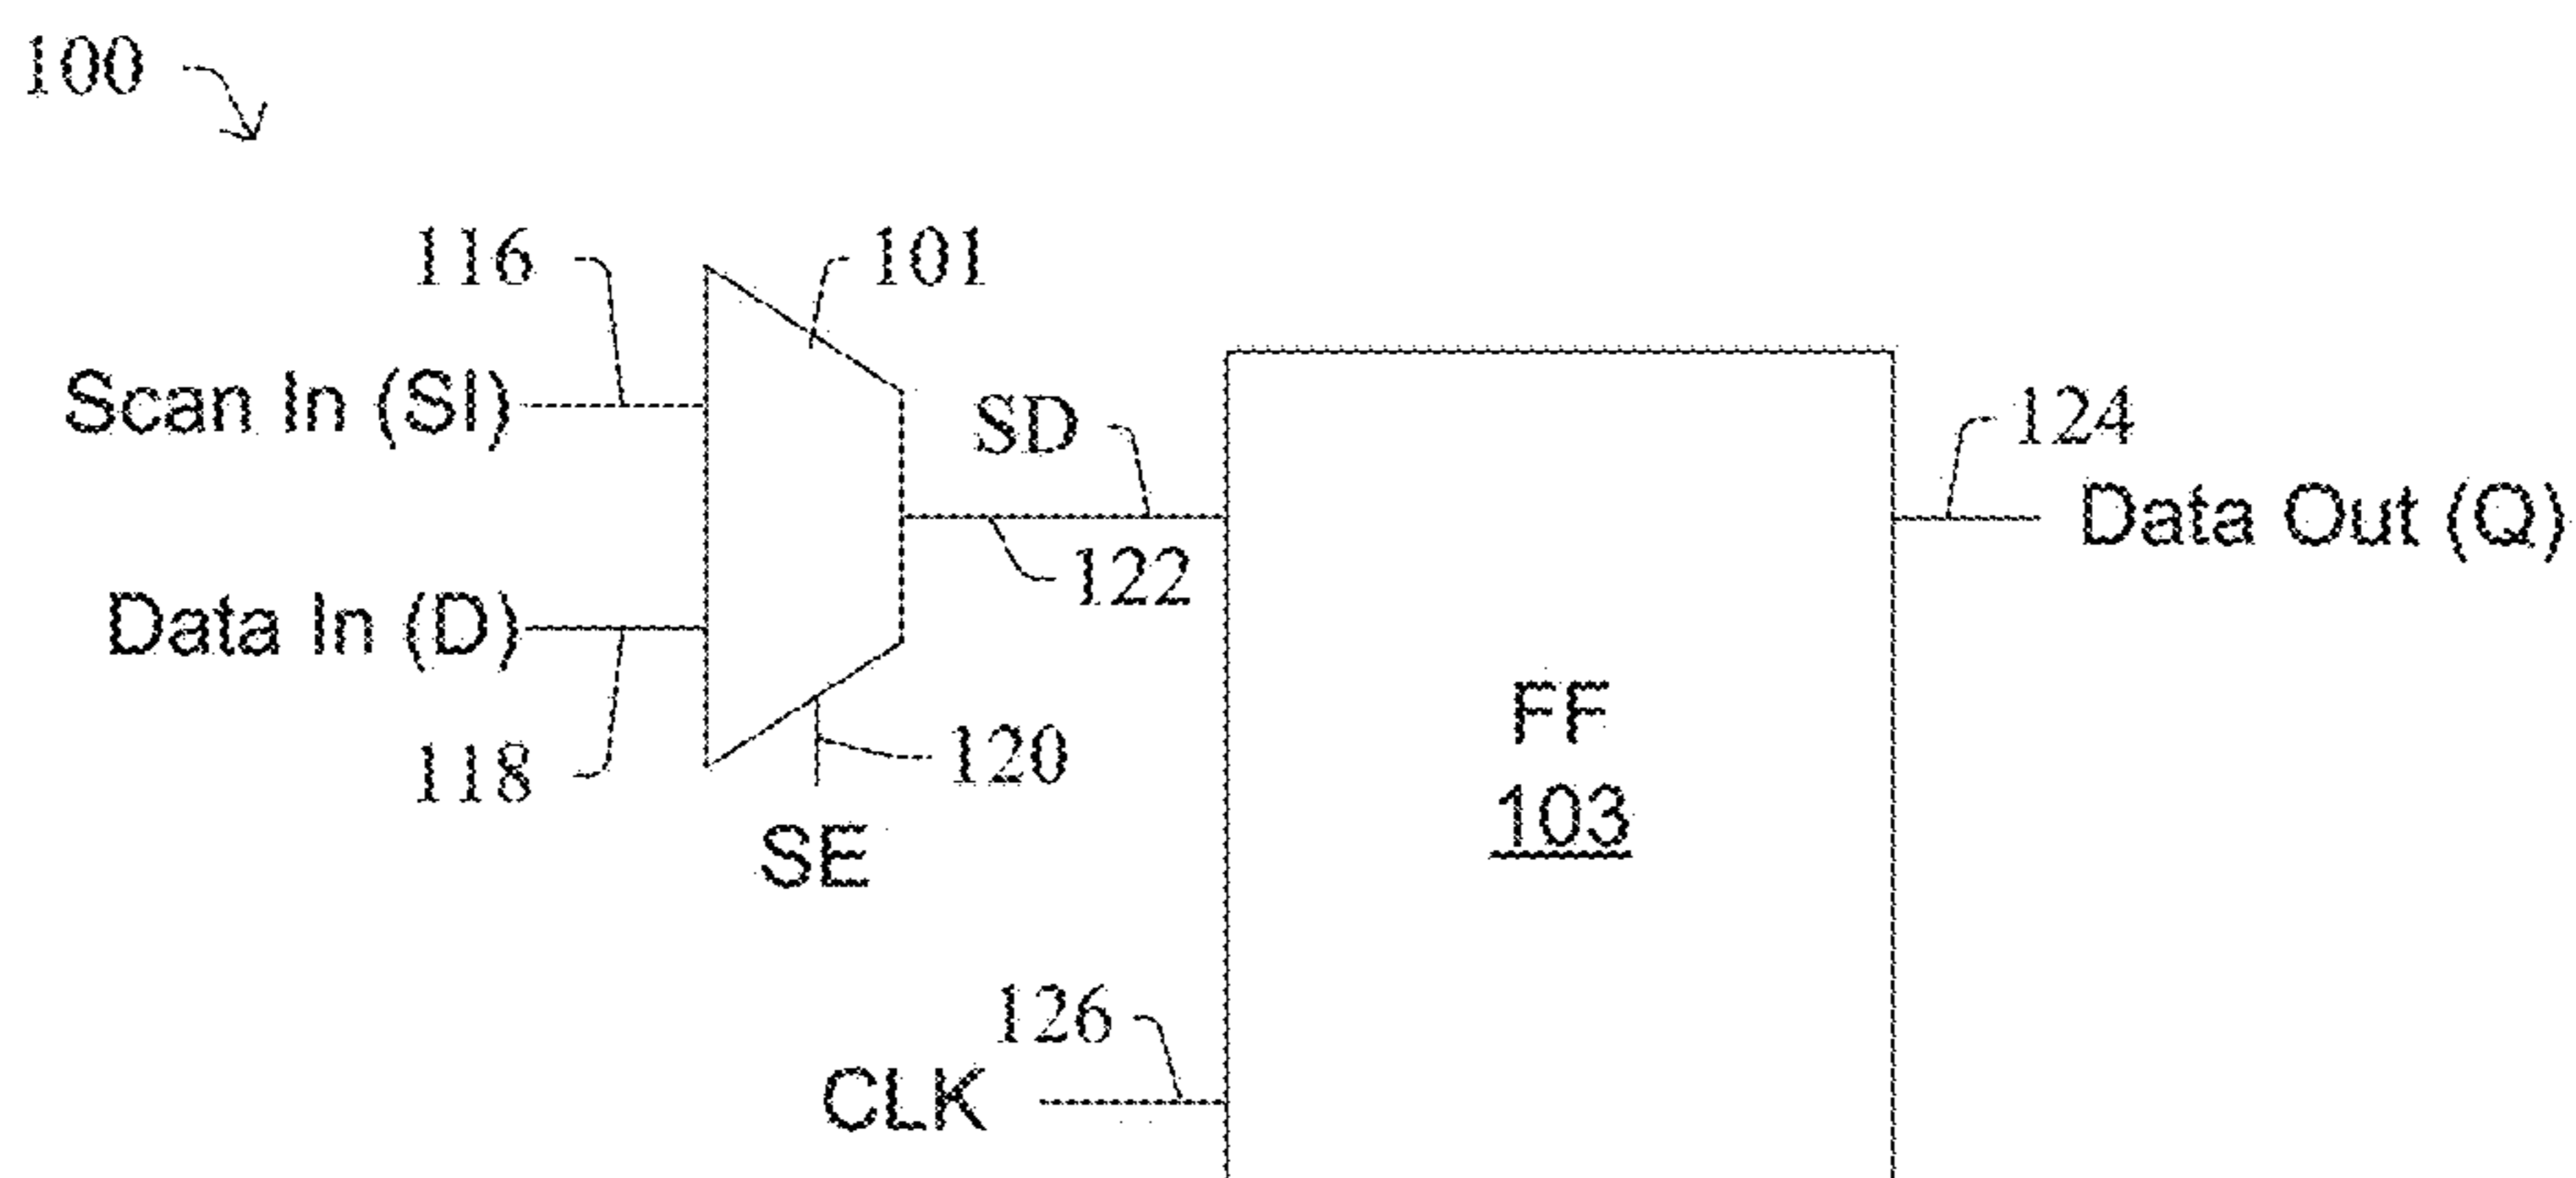 100
116
101
Scan In (SI)
SD
124
Data Out (Q)
122
Data In (D)
118
120
SE
FF
103
126
CLK